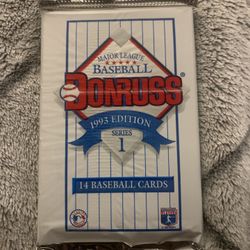 MAJOR LEAGUE
BASEBALL
DONRUSS
1993 EDITION
SERIES
1
14 BASEBALL CARDS